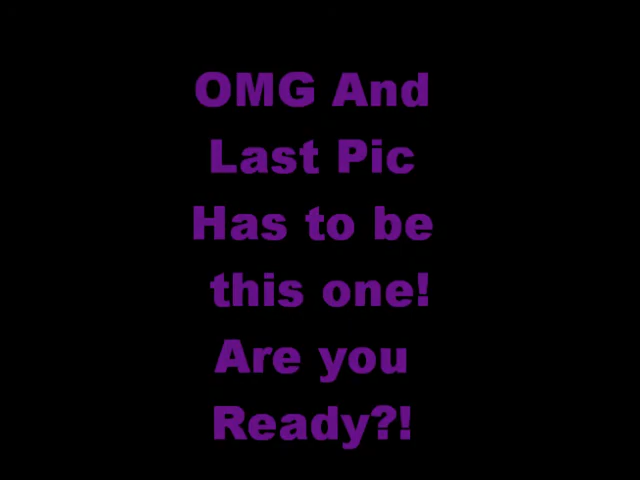 OMG And
Last Pic
Has to be
this one!
Are you
Ready?!